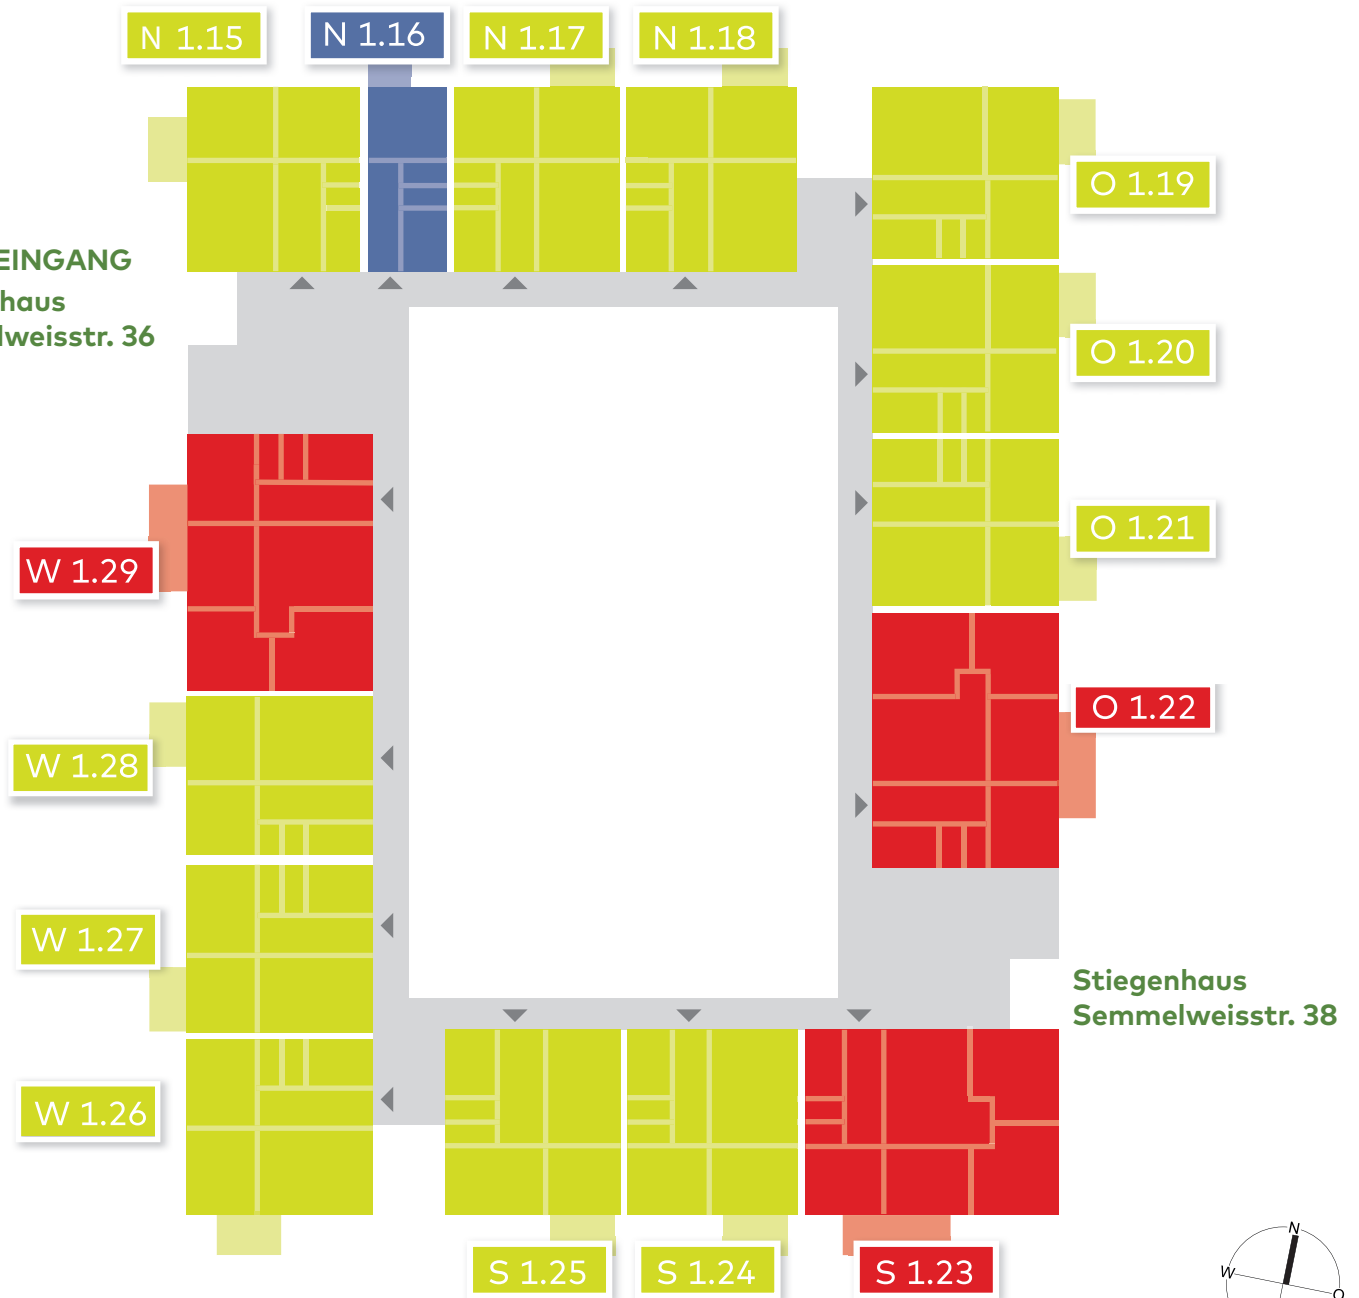 N 1.15
N 1.16
N 1.17
N 1.18
O 1.19
EINGANG
haus
lweisstr. 36
O 1.20
O 1.21
W 1.29
O 1.22
W 1.28
W 1.27
Stiegenhaus
Semmelweisstr. 38
W 1.26
S 1.25
S 1.24
S 1.23
N
W
O